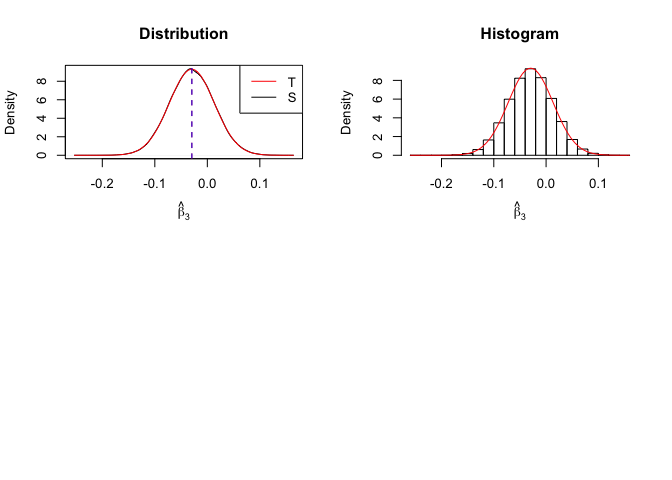 Distribution
Density
0 2 4 6 8
-0.2 -0.1 0.0 0.1
β̂₃
T
S
Histogram
Density
0 2 4 6 8
-0.2 -0.1 0.0 0.1
β̂₃